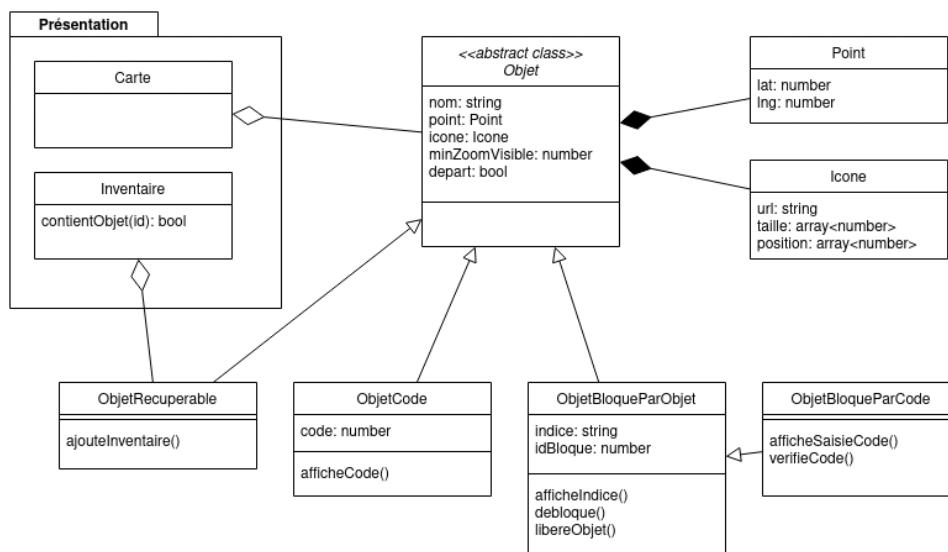 Présentation
Carte
Inventaire
contientObjet(id): bool
<<abstract class>>
Objet
nom: string
point: Point
icone: Icone
minZoomVisible: number
depart: bool
Point
lat: number
lng: number
Icone
url: string
taille: array<number>
position: array<number>
ObjetRecuperable
ajouteInventaire()
ObjetCode
code: number
afficheCode()
ObjetBloqueParObjet
indice: string
idBloque: number
afficheIndice()
debloque()
libereObjet()
ObjetBloqueParCode
afficheSaisieCode()
verifieCode()